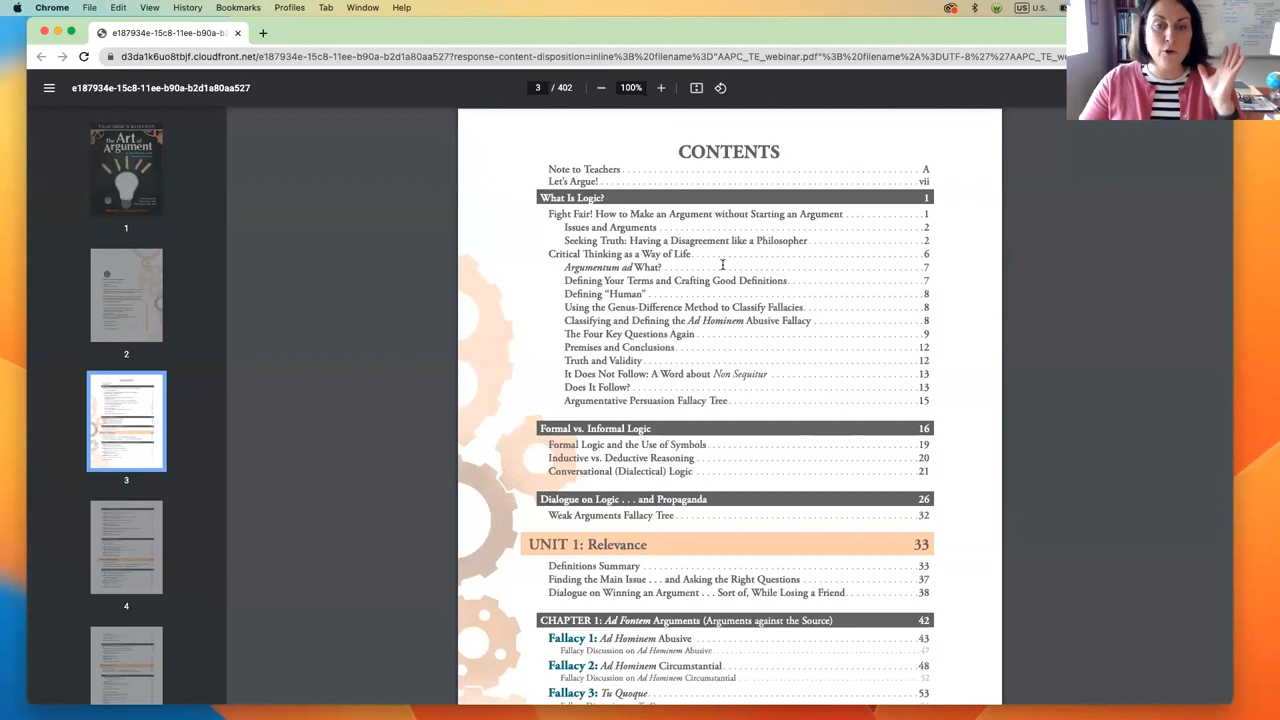 Chrome File Edit View History Bookmarks Profiles Tab Window Help
US U.S.
e187934e-15c8-11ee-b90a-b
d3da1k6uo8tbjf.cloudfront.net/e187934e-15c8-11ee-b90a-b2d1a80aa527?response-content-disposition=inline%3B%20filename%3D"AAPC_TE_webinar.pdf"%3B%20filename%2A%3DUTF-8%27%27AAPC_TE_we
e187934e-15c8-11ee-b90a-b2d1a80aa527
3 / 402
100%
The Art of
Argument
1
2
3
4
CONTENTS
Note to Teachers A
Let's Argue! vii
What Is Logic? 1
Fight Fair! How to Make an Argument without Starting an Argument 1
Issues and Arguments 2
Seeking Truth: Having a Disagreement like a Philosopher 2
Critical Thinking as a Way of Life 6
Argumentum ad What? 7
Defining Your Terms and Crafting Good Definitions 7
Defining "Human" 8
Using the Genus-Difference Method to Classify Fallacies 8
Classifying and Defining the Ad Hominem Abusive Fallacy 8
The Four Key Questions Again 9
Premises and Conclusions 12
Truth and Validity 12
It Does Not Follow: A Word about Non Sequitur 13
Does It Follow? 13
Argumentative Persuasion Fallacy Tree 15
Formal vs. Informal Logic 16
Formal Logic and the Use of Symbols 19
Inductive vs. Deductive Reasoning 20
Conversational (Dialectical) Logic 21
Dialogue on Logic . . . and Propaganda 26
Weak Arguments Fallacy Tree 32
UNIT 1: Relevance 33
Definitions Summary 33
Finding the Main Issue . . . and Asking the Right Questions 37
Dialogue on Winning an Argument . . . Sort of, While Losing a Friend 38
CHAPTER 1: Ad Fontem Arguments (Arguments against the Source) 42
Fallacy 1: Ad Hominem Abusive 43
Fallacy Discussion on Ad Hominem Abusive 47
Fallacy 2: Ad Hominem Circumstantial 48
Fallacy Discussion on Ad Hominem Circumstantial 52
Fallacy 3: Tu Quoque 53